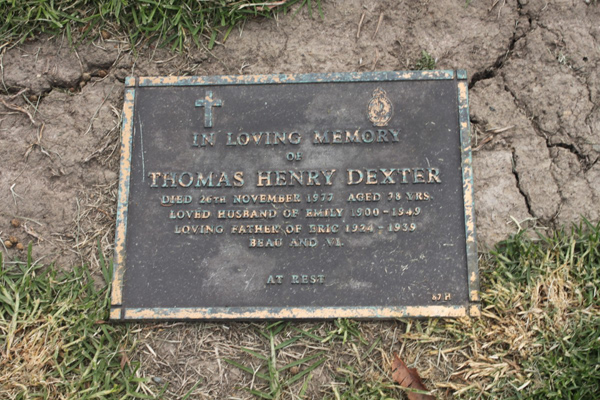 IN LOVING MEMORY
OF
THOMAS HENRY DEXTER
DIED 26TH NOVEMBER 1977 AGED 78 YRS.
LOVED HUSBAND OF EMILY 1900-1949
LOVING FATHER OF ERIC 1924-1939
BEAU AND VI.
AT REST
67 H